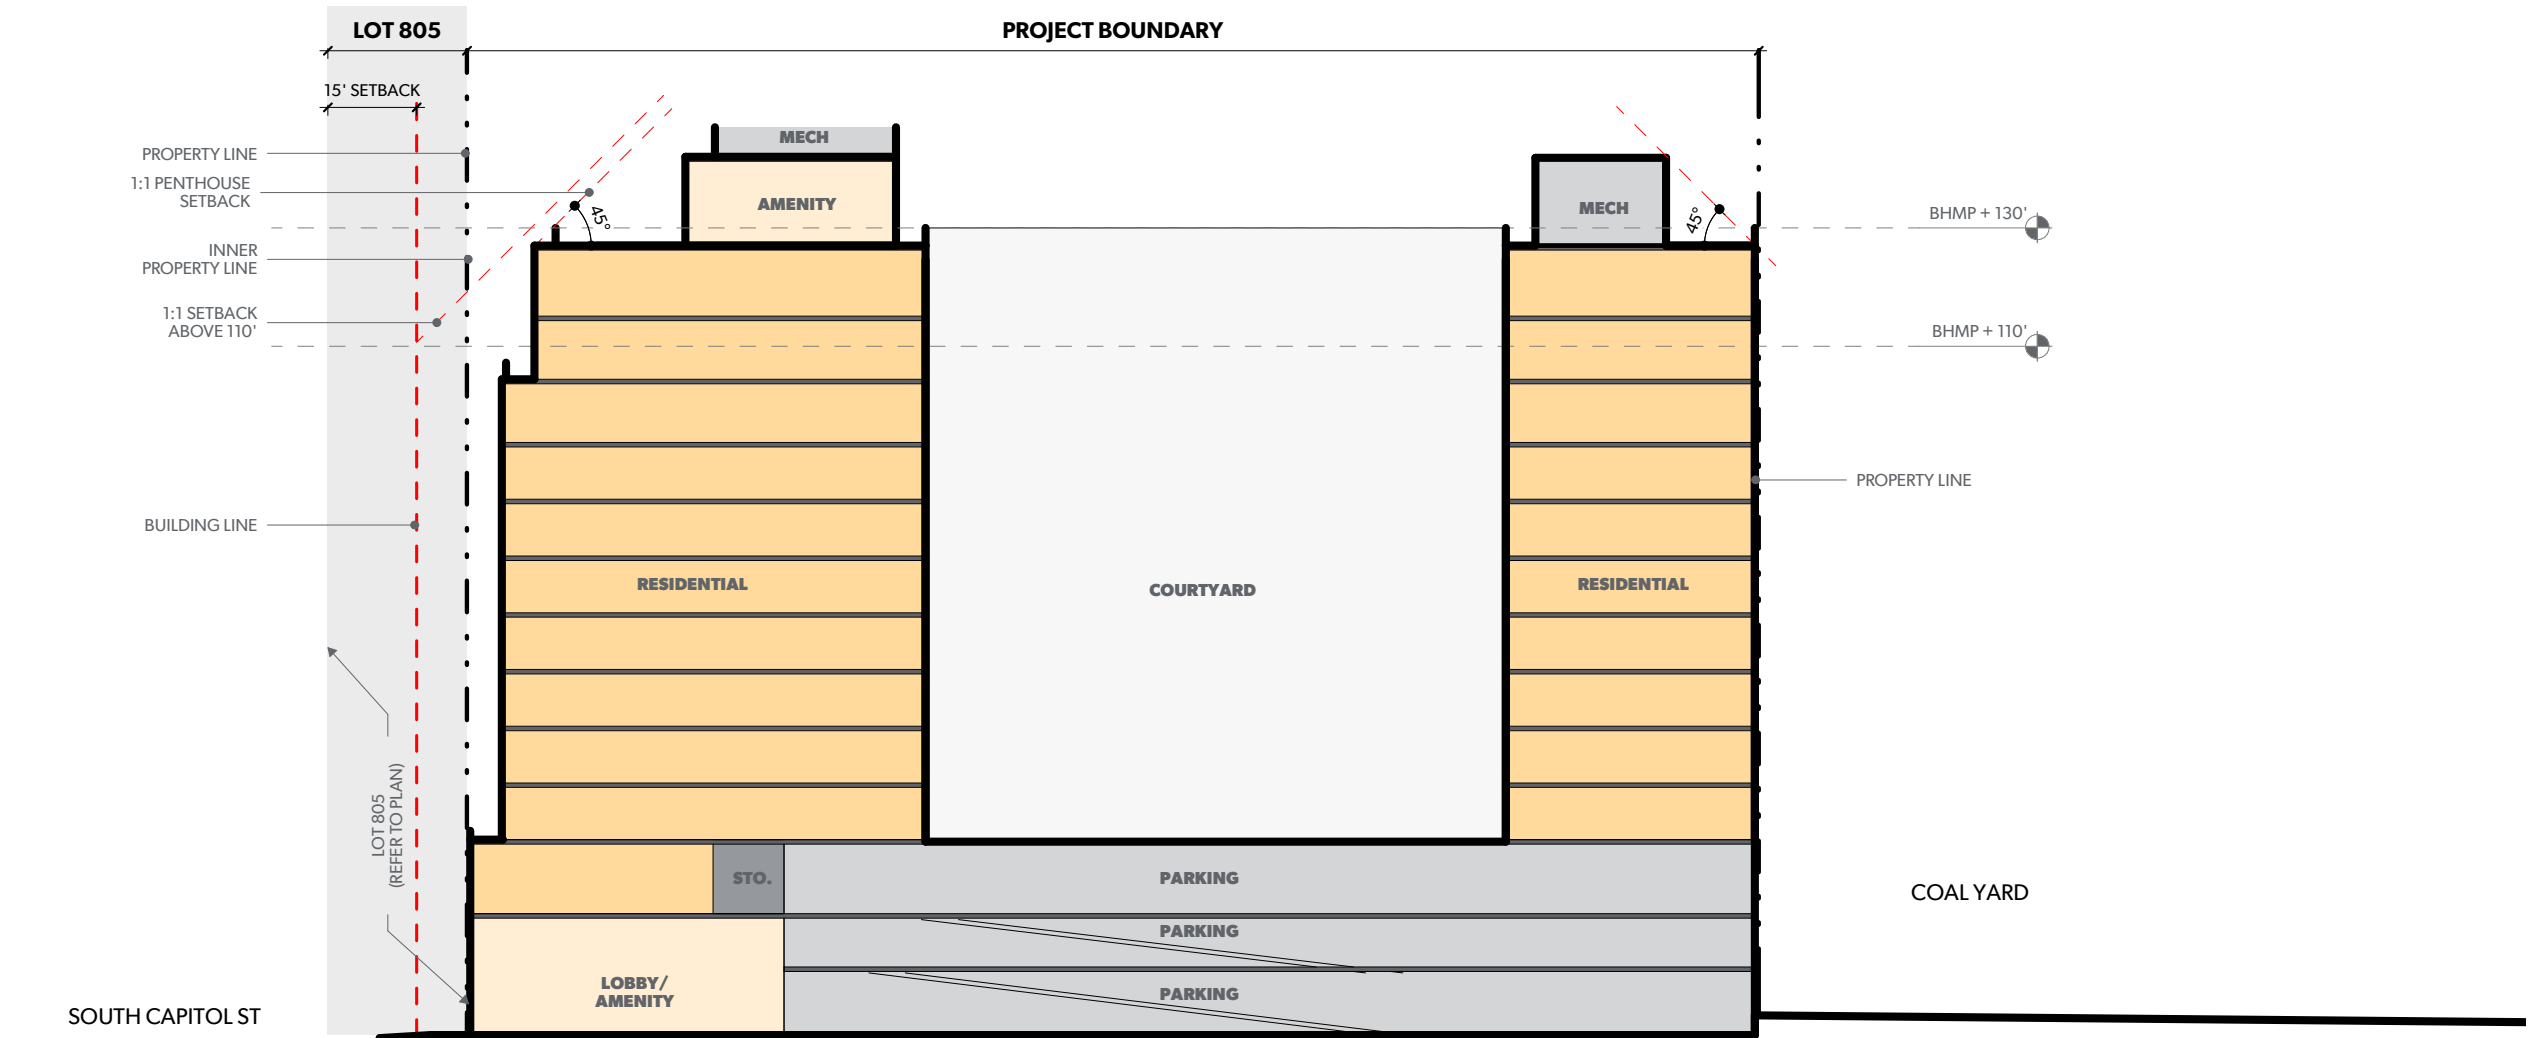 LOT 805
PROJECT BOUNDARY
15' SETBACK
PROPERTY LINE
1:1 PENTHOUSE
SETBACK
INNER
PROPERTY LINE
1:1 SETBACK
ABOVE 110'
BUILDING LINE
LOT 805
(REFER TO PLAN)
SOUTH CAPITOL ST
45°
MECH
AMENITY
RESIDENTIAL
STO.
LOBBY/
AMENITY
COURTYARD
PARKING
PARKING
PARKING
MECH
45°
RESIDENTIAL
BHMP + 130'
BHMP + 110'
PROPERTY LINE
COAL YARD